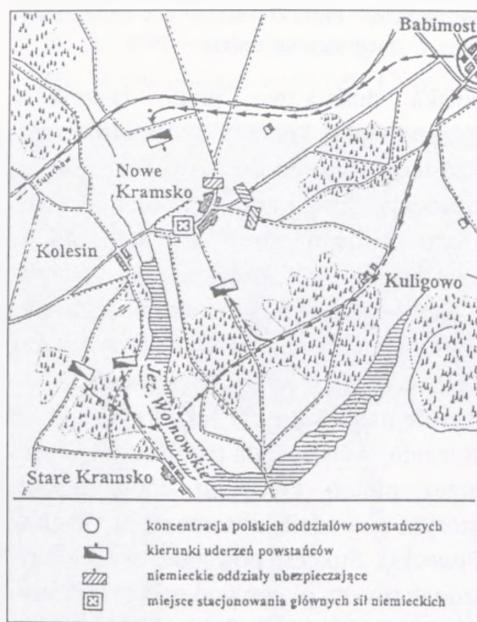 Babimost
Nowe
Kramsko
Kolesin
Kuligowo
Jez. Wojnowskie
Stare Kramsko
koncentracja polskich oddziałów powstańczych
kierunki uderzeń powstańców
niemieckie oddziały ubezpieczające
miejsce stacjonowania głównych sił niemieckich